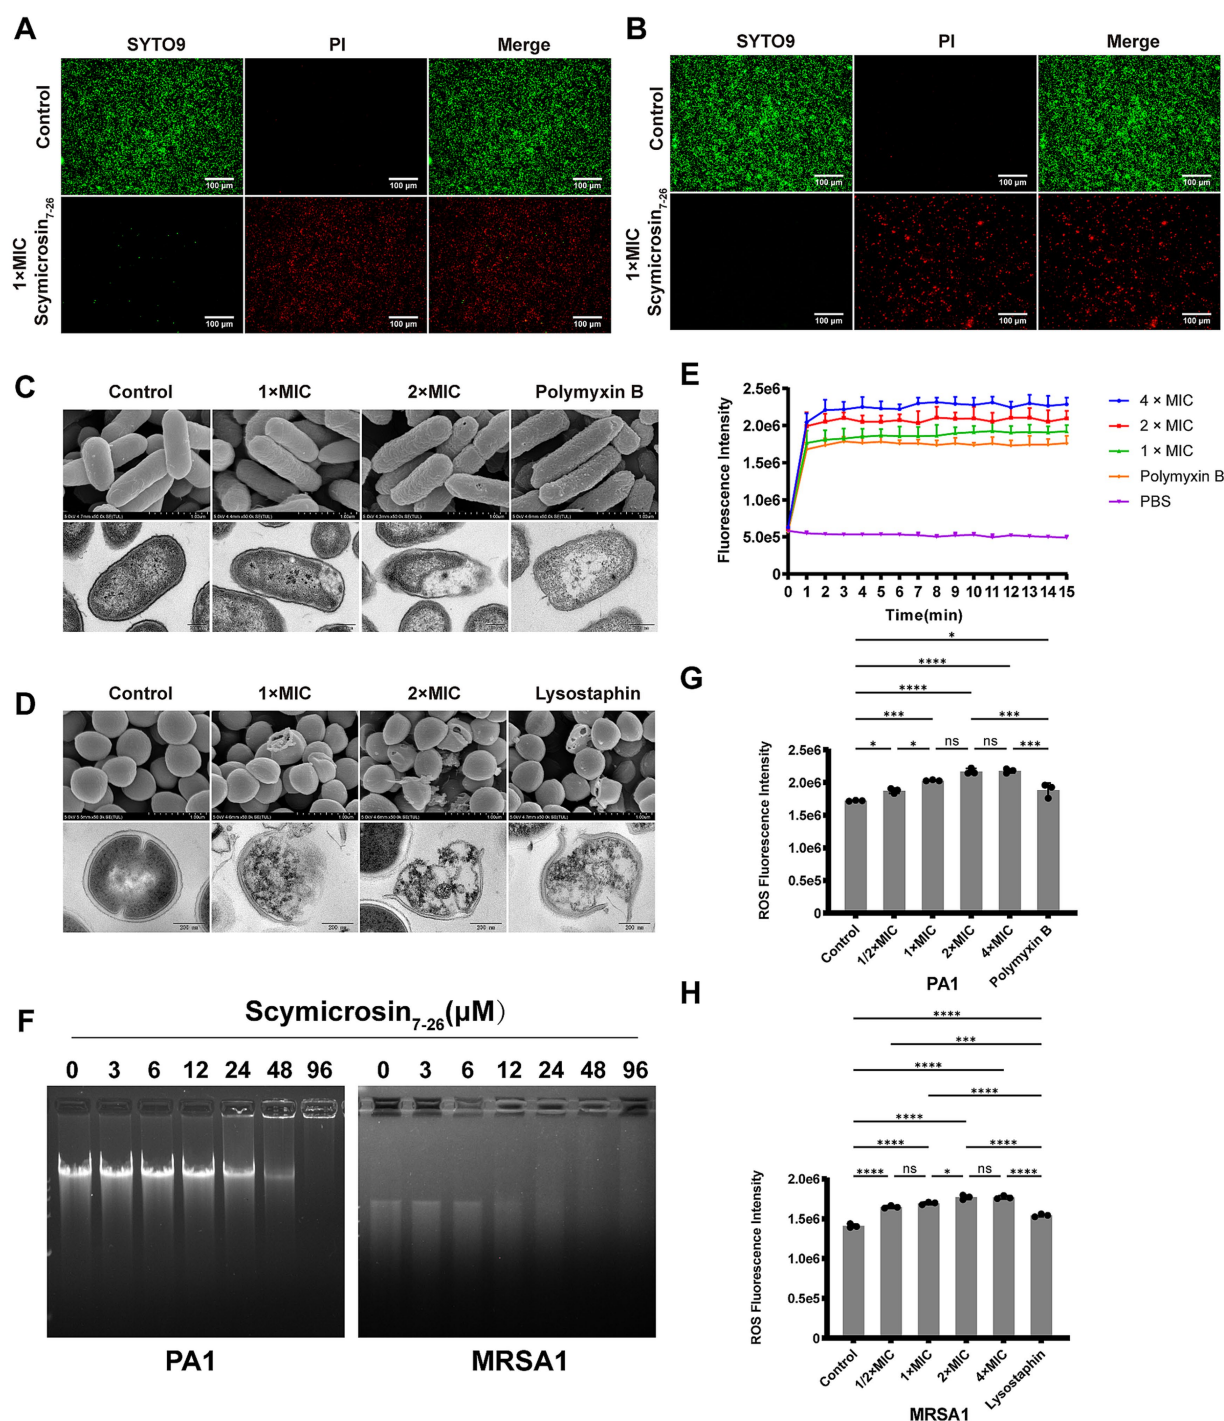 A
SYTO9 PI Merge
Control
1×MIC
Scymicrosin7-26
100 μm 100 μm 100 μm
100 μm 100 μm 100 μm
B
SYTO9 PI Merge
Control
1×MIC
Scymicrosin7-26
100 μm 100 μm 100 μm
100 μm 100 μm 100 μm
C
Control 1×MIC 2×MIC Polymyxin B
D
Control 1×MIC 2×MIC Lysostaphin
200 nm 200 nm 200 nm 200 nm
E
Fluorescence Intensity
2.5e6
2.0e6
1.5e6
1.0e6
5.0e5
0
0 1 2 3 4 5 6 7 8 9 10 11 12 13 14 15
Time(min)
4 × MIC
2 × MIC
1 × MIC
Polymyxin B
PBS
F
Scymicrosin7-26(μM）
0 3 6 12 24 48 96
0 3 6 12 24 48 96
PA1
MRSA1
G
*
****
****
*** ***
* * ns ns ***
ROS Fluorescence Intensity
2.5e6
2.0e6
1.5e6
1.0e6
0.5e5
0
Control 1/2×MIC 1×MIC 2×MIC 4×MIC Polymyxin B
PA1
H
****
***
****
****
****
**** ****
**** ns * ns ****
ROS Fluorescence Intensity
2.0e6
1.5e6
1.0e6
0.5e5
0
Control 1/2×MIC 1×MIC 2×MIC 4×MIC Lysostaphin
MRSA1